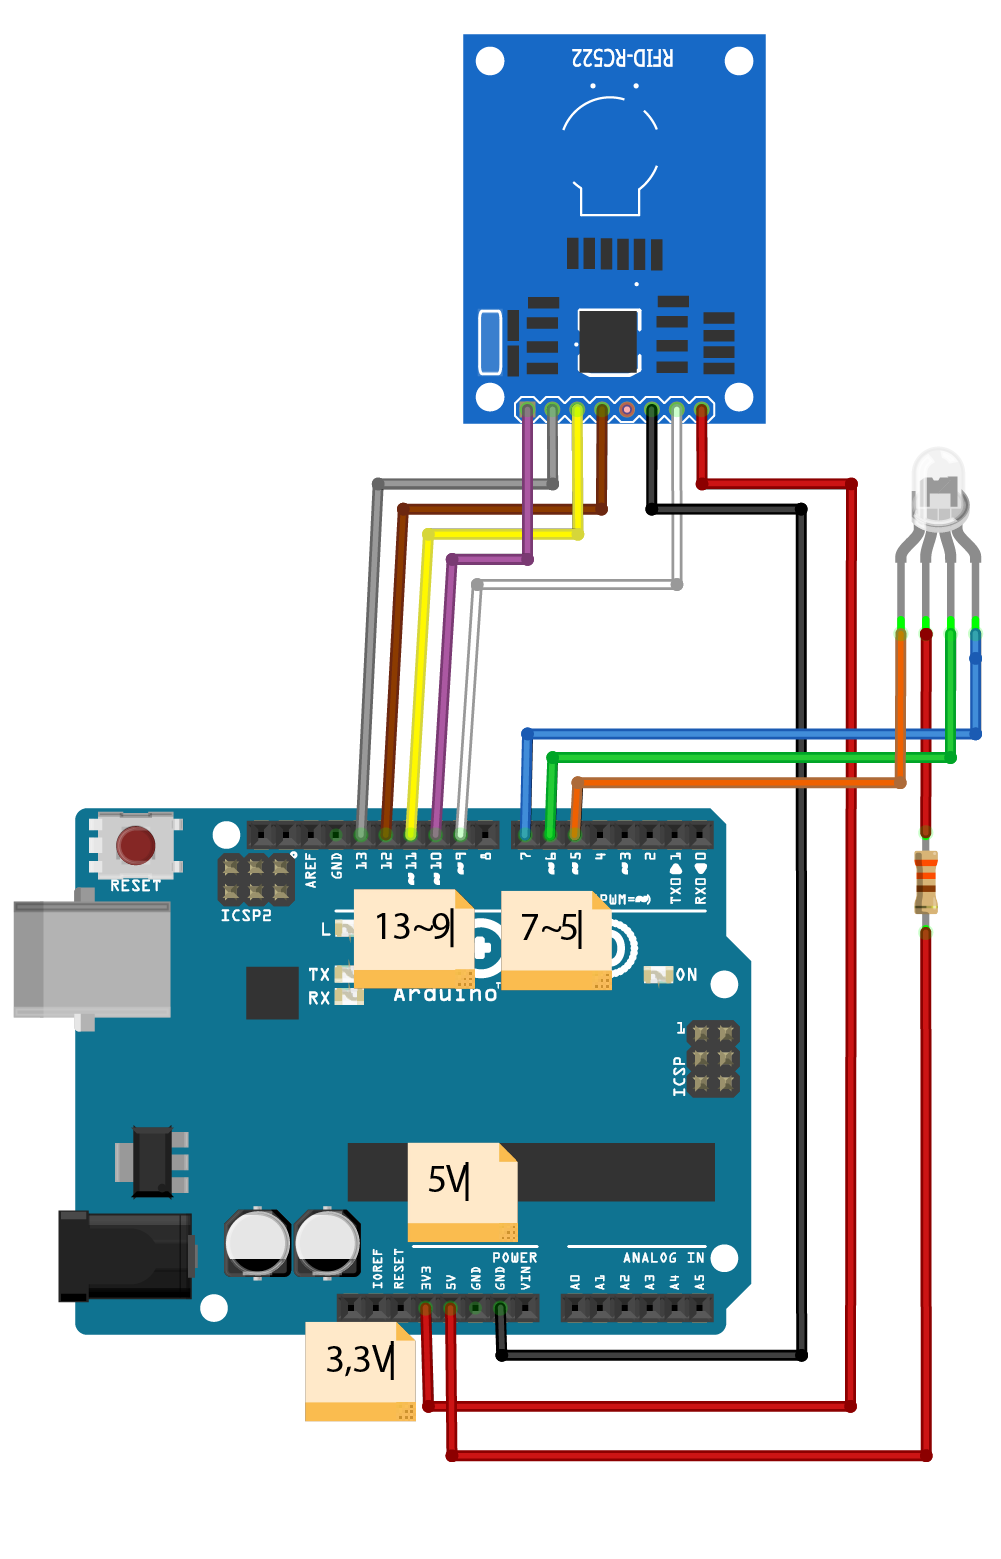 RFID-RC522
RESET
ICSP2
AREF
GND
13
12
11
10
9
8
7
6
5
4
3
2
TX0 1
RX0 0
PWM=
L
TX
RX
13~9
7~5
Arduino
ON
1
ICSP
5V
POWER
ANALOG IN
IOREF
RESET
3V3
5V
GND
GND
VIN
A0
A1
A2
A3
A4
A5
3,3V